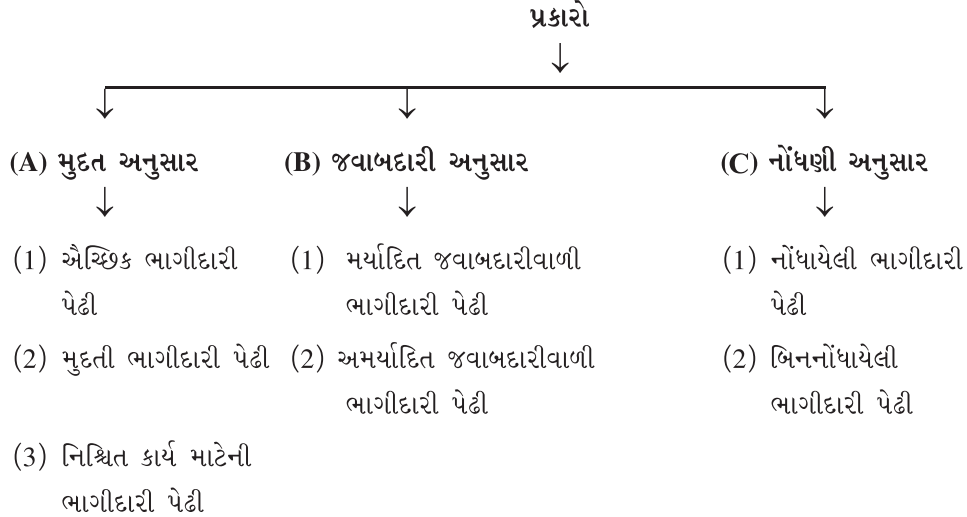 પ્રકારો
(A) મુદત અનુસાર
(B) જવાબદારી અનુસાર
(C) નોંધણી અનુસાર
(1) ઐચ્છિક ભાગીદારી
પેઢી
(2) મુદતી ભાગીદારી પેઢી
(3) નિશ્ચિત કાર્ય માટેની
ભાગીદારી પેઢી
(1) મર્યાદિત જવાબદારીવાળી
ભાગીદારી પેઢી
(2) અમર્યાદિત જવાબદારીવાળી
ભાગીદારી પેઢી
(1) નોંધાયેલી ભાગીદારી
પેઢી
(2) બિનનોંધાયેલી
ભાગીદારી પેઢી